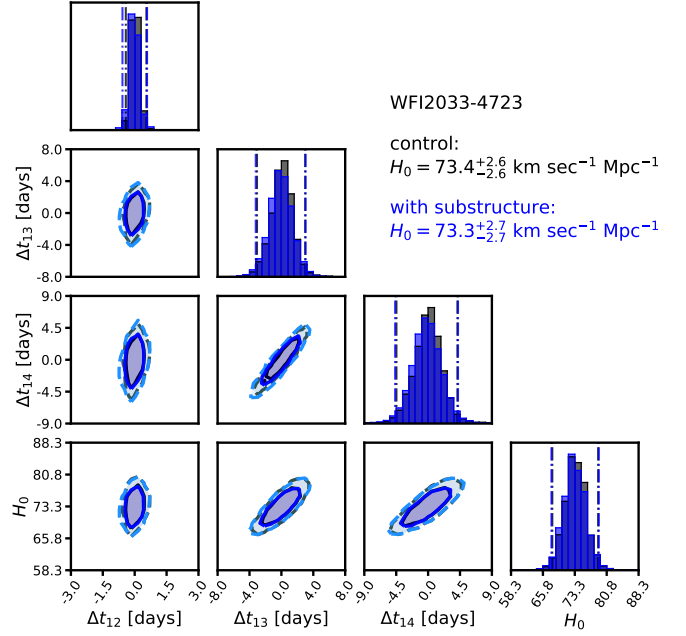 WFI2033-4723
control:
H₀ = 73.4⁺²·⁶₋₂.₆ km sec⁻¹ Mpc⁻¹
with substructure:
H₀ = 73.3⁺²·⁷₋₂.₇ km sec⁻¹ Mpc⁻¹
Δt₁₃ [days]
8.0
4.0
0.0
-4.0
-8.0
Δt₁₄ [days]
9.0
4.5
0.0
-4.5
-9.0
H₀
88.3
80.8
73.3
65.8
58.3
-3.0 -1.5 0.0 1.5 3.0
Δt₁₂ [days]
-8.0 -4.0 0.0 4.0 8.0
Δt₁₃ [days]
-9.0 -4.5 0.0 4.5 9.0
Δt₁₄ [days]
58.3 65.8 73.3 80.8 88.3
H₀